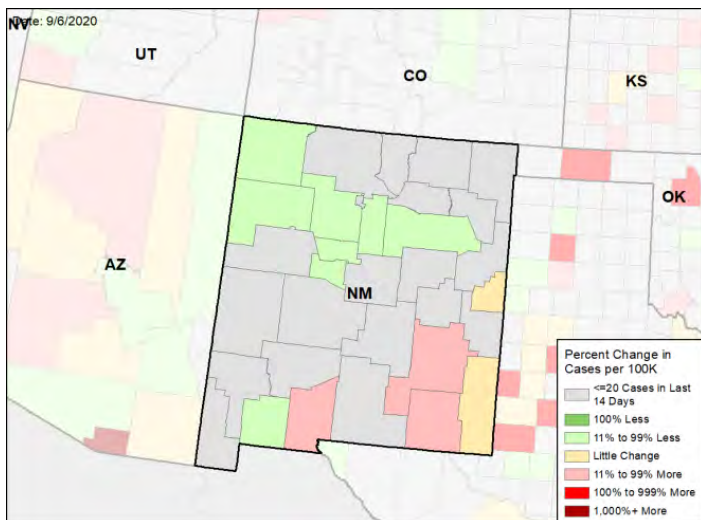 Date: 9/6/2020
NV
UT
CO
KS
OK
AZ
NM
Percent Change in
Cases per 100K
<=20 Cases in Last
14 Days
100% Less
11% to 99% Less
Little Change
11% to 99% More
100% to 999% More
1,000%+ More